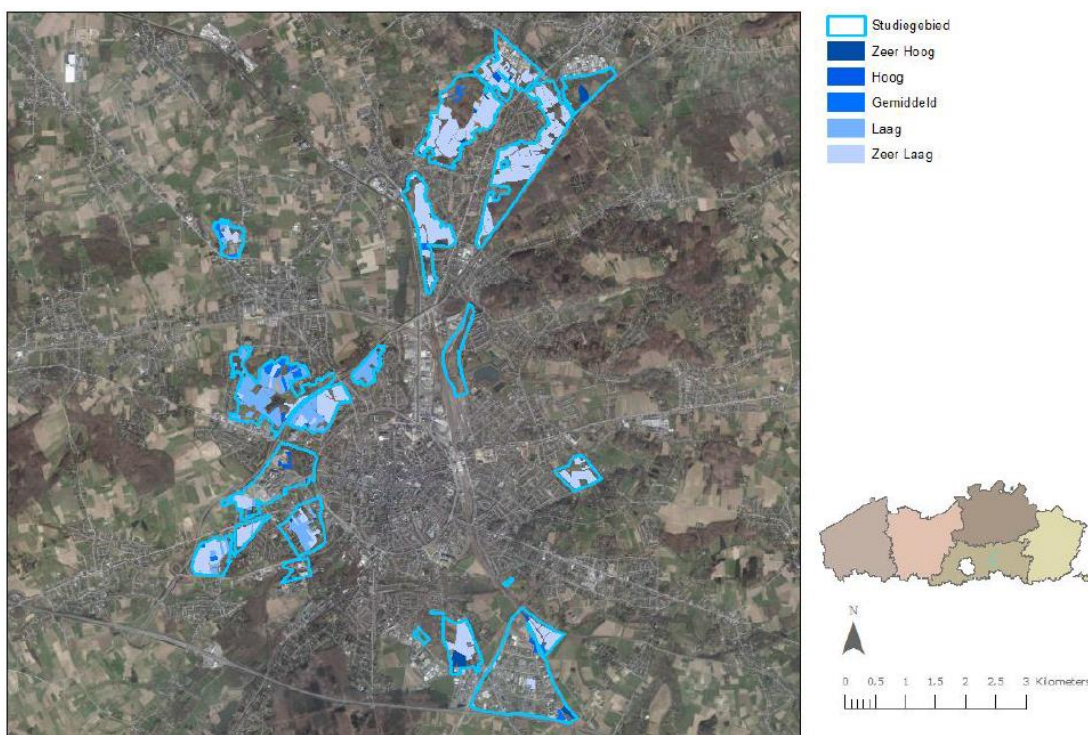 Studiegebied
Zeer Hoog
Hoog
Gemiddeld
Laag
Zeer Laag
N
0 0,5 1 1,5 2 2,5 3 Kilometers